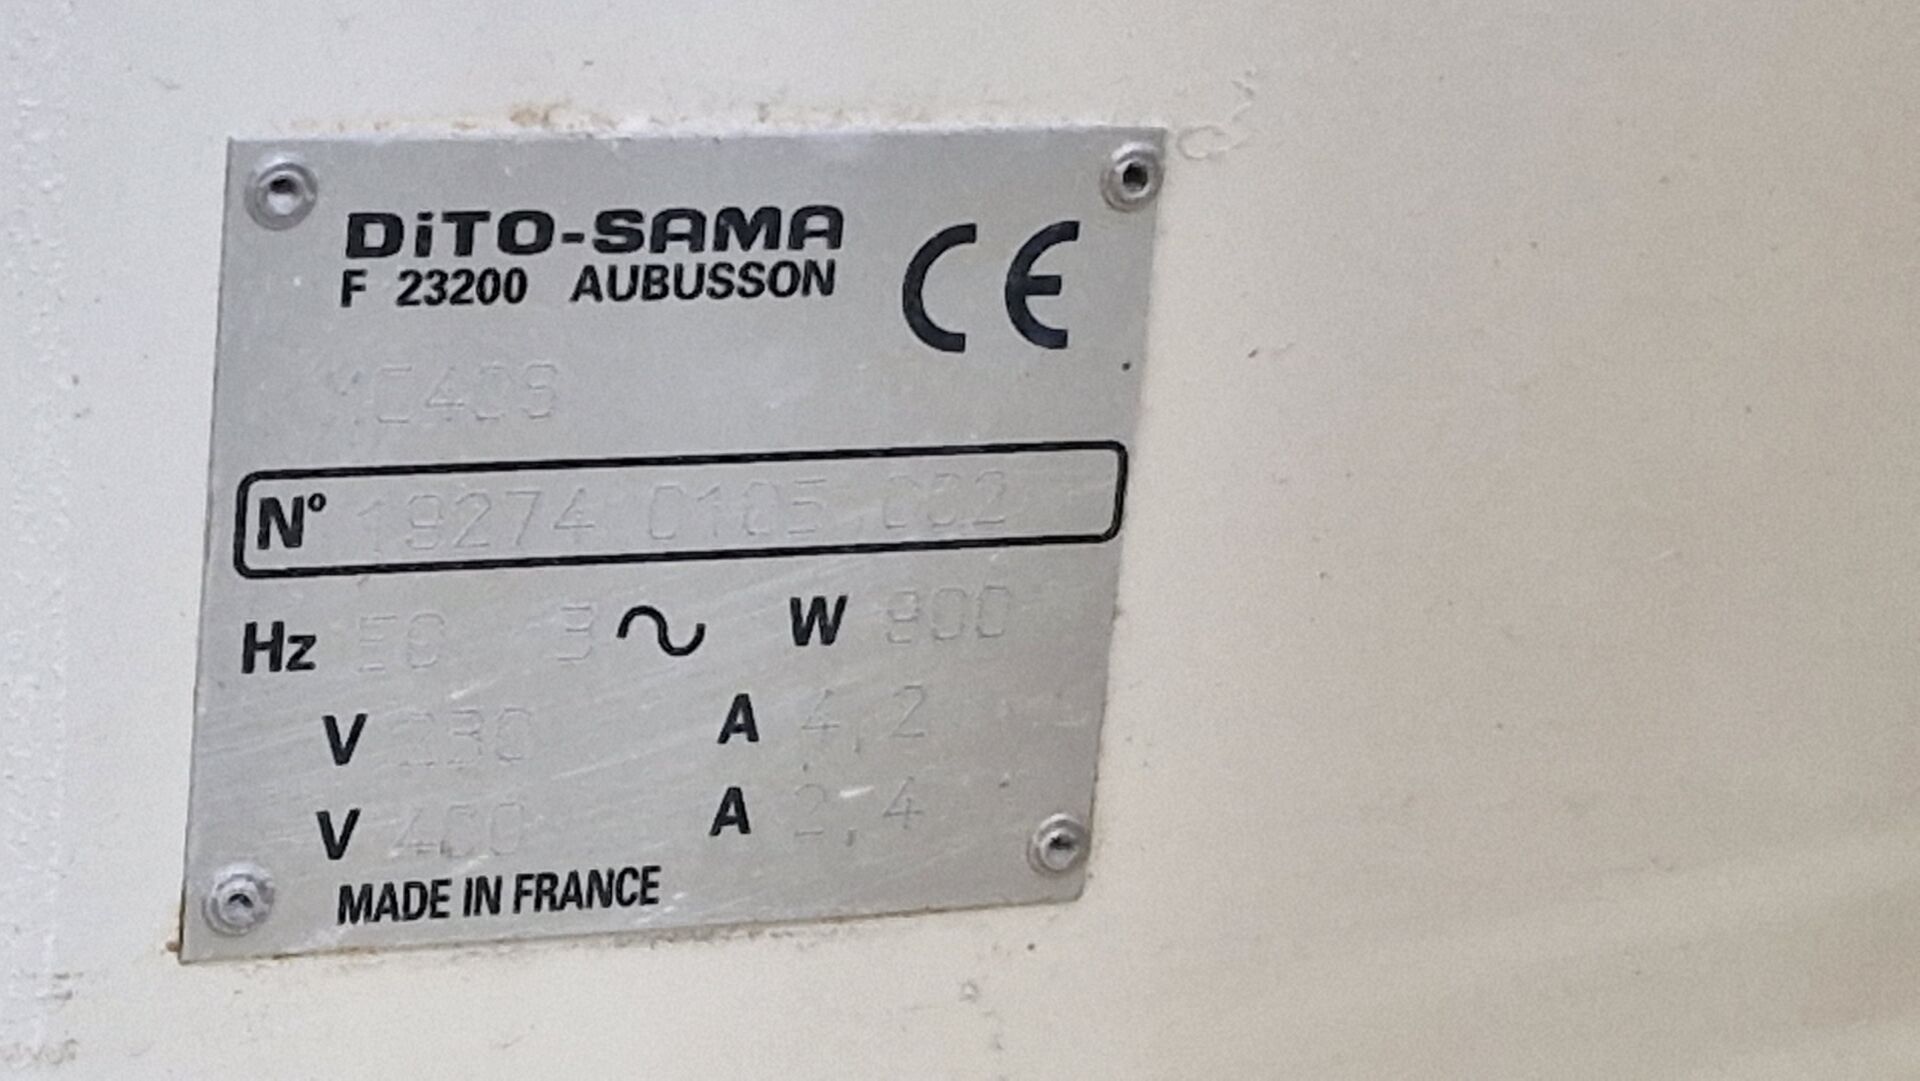 DiTO-SAMA
F 23200 AUBUSSON
CE
N° 19274 0105 002
Hz 50 3 ∿ W 900
V 230 A 4,2
V 400 A 2,4
MADE IN FRANCE